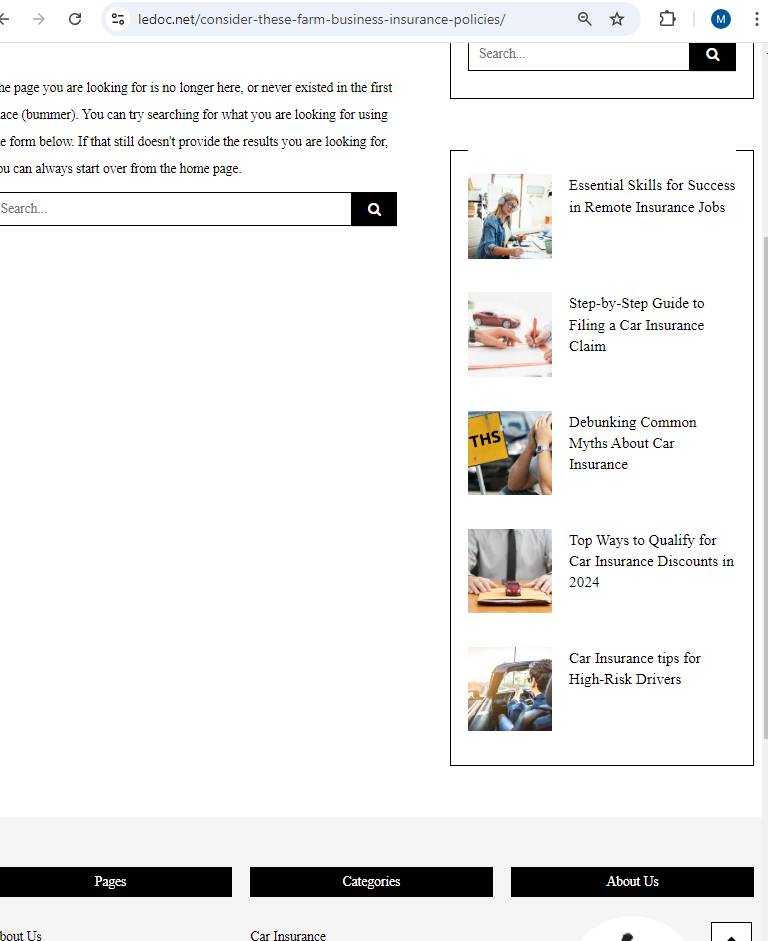 ledoc.net/consider-these-farm-business-insurance-policies/
M
Search...
he page you are looking for is no longer here, or never existed in the first
ace (bummer). You can try searching for what you are looking for using
e form below. If that still doesn't provide the results you are looking for,
ou can always start over from the home page.
Search...
Essential Skills for Success
in Remote Insurance Jobs
Step-by-Step Guide to
Filing a Car Insurance
Claim
THS
Debunking Common
Myths About Car
Insurance
Top Ways to Qualify for
Car Insurance Discounts in
2024
Car Insurance tips for
High-Risk Drivers
Pages
Categories
About Us
bout Us
Car Insurance